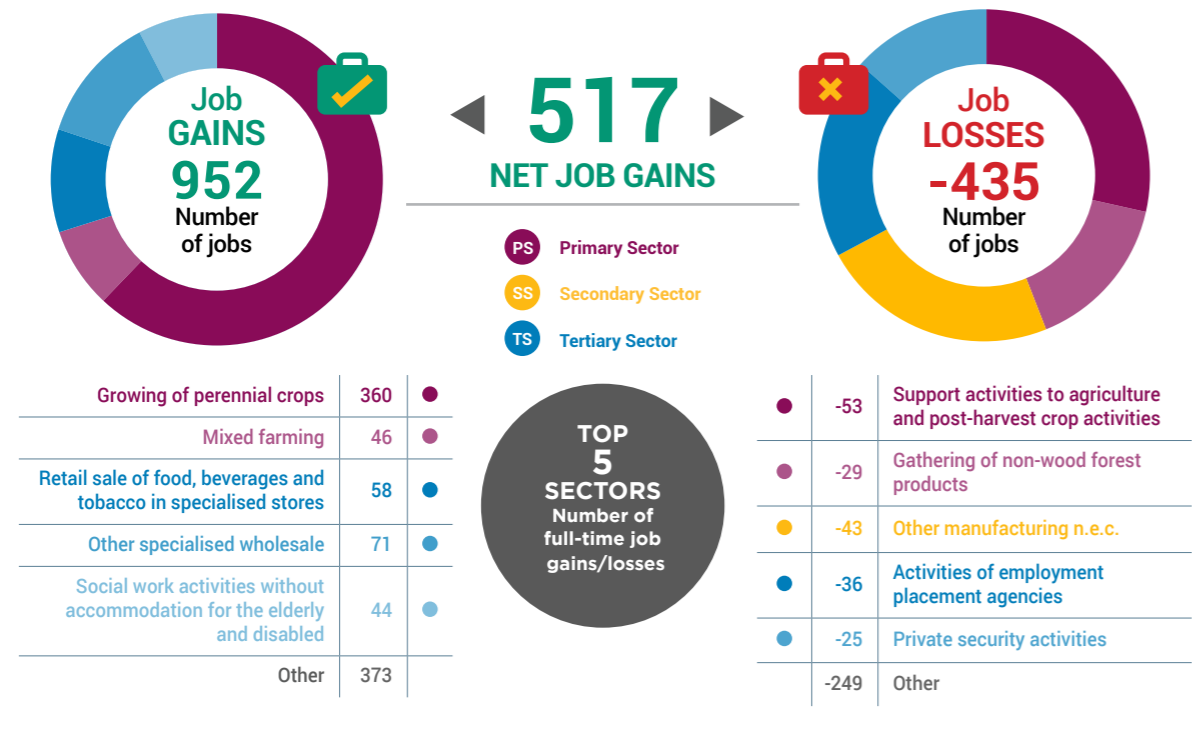 Job
GAINS
952
Number
of jobs
517
NET JOB GAINS
Job
LOSSES
-435
Number
of jobs
PS Primary Sector
SS Secondary Sector
TS Tertiary Sector
Growing of perennial crops 360
Mixed farming 46
Retail sale of food, beverages and
tobacco in specialised stores 58
Other specialised wholesale 71
Social work activities without
accommodation for the elderly 44
and disabled
Other 373
TOP
5
SECTORS
Number of
full-time job
gains/losses
-53 Support activities to agriculture
and post-harvest crop activities
-29 Gathering of non-wood forest
products
-43 Other manufacturing n.e.c.
-36 Activities of employment
placement agencies
-25 Private security activities
-249 Other